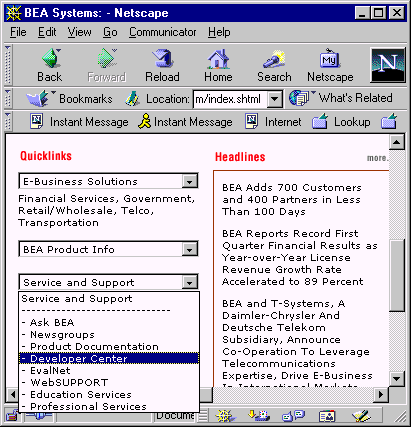 BEA Systems: - Netscape
File Edit View Go Communicator Help
Back Forward Reload Home Search My Netscape N
Bookmarks Location: m/index.shtml What's Related
Instant Message Instant Message Internet Lookup
Quicklinks
E-Business Solutions
Financial Services, Government,
Retail/Wholesale, Telco,
Transportation
BEA Product Info
Service and Support
Service and Support
----------------------------
- Ask BEA
- Newsgroups
- Product Documentation
- Developer Center
- EvalNet
- WebSUPPORT
- Education Services
- Professional Services
Headlines more.
BEA Adds 700 Customers
and 400 Partners in Less
Than 100 Days
BEA Reports Record First
Quarter Financial Results as
Year-over-Year License
Revenue Growth Rate
Accelerated to 89 Percent
BEA and T-Systems, A
Daimler-Chrysler And
Deutsche Telekom
Subsidiary, Announce
Co-Operation To Leverage
Telecommunications
Expertise, Drive E-Business
In International Markets
Docume